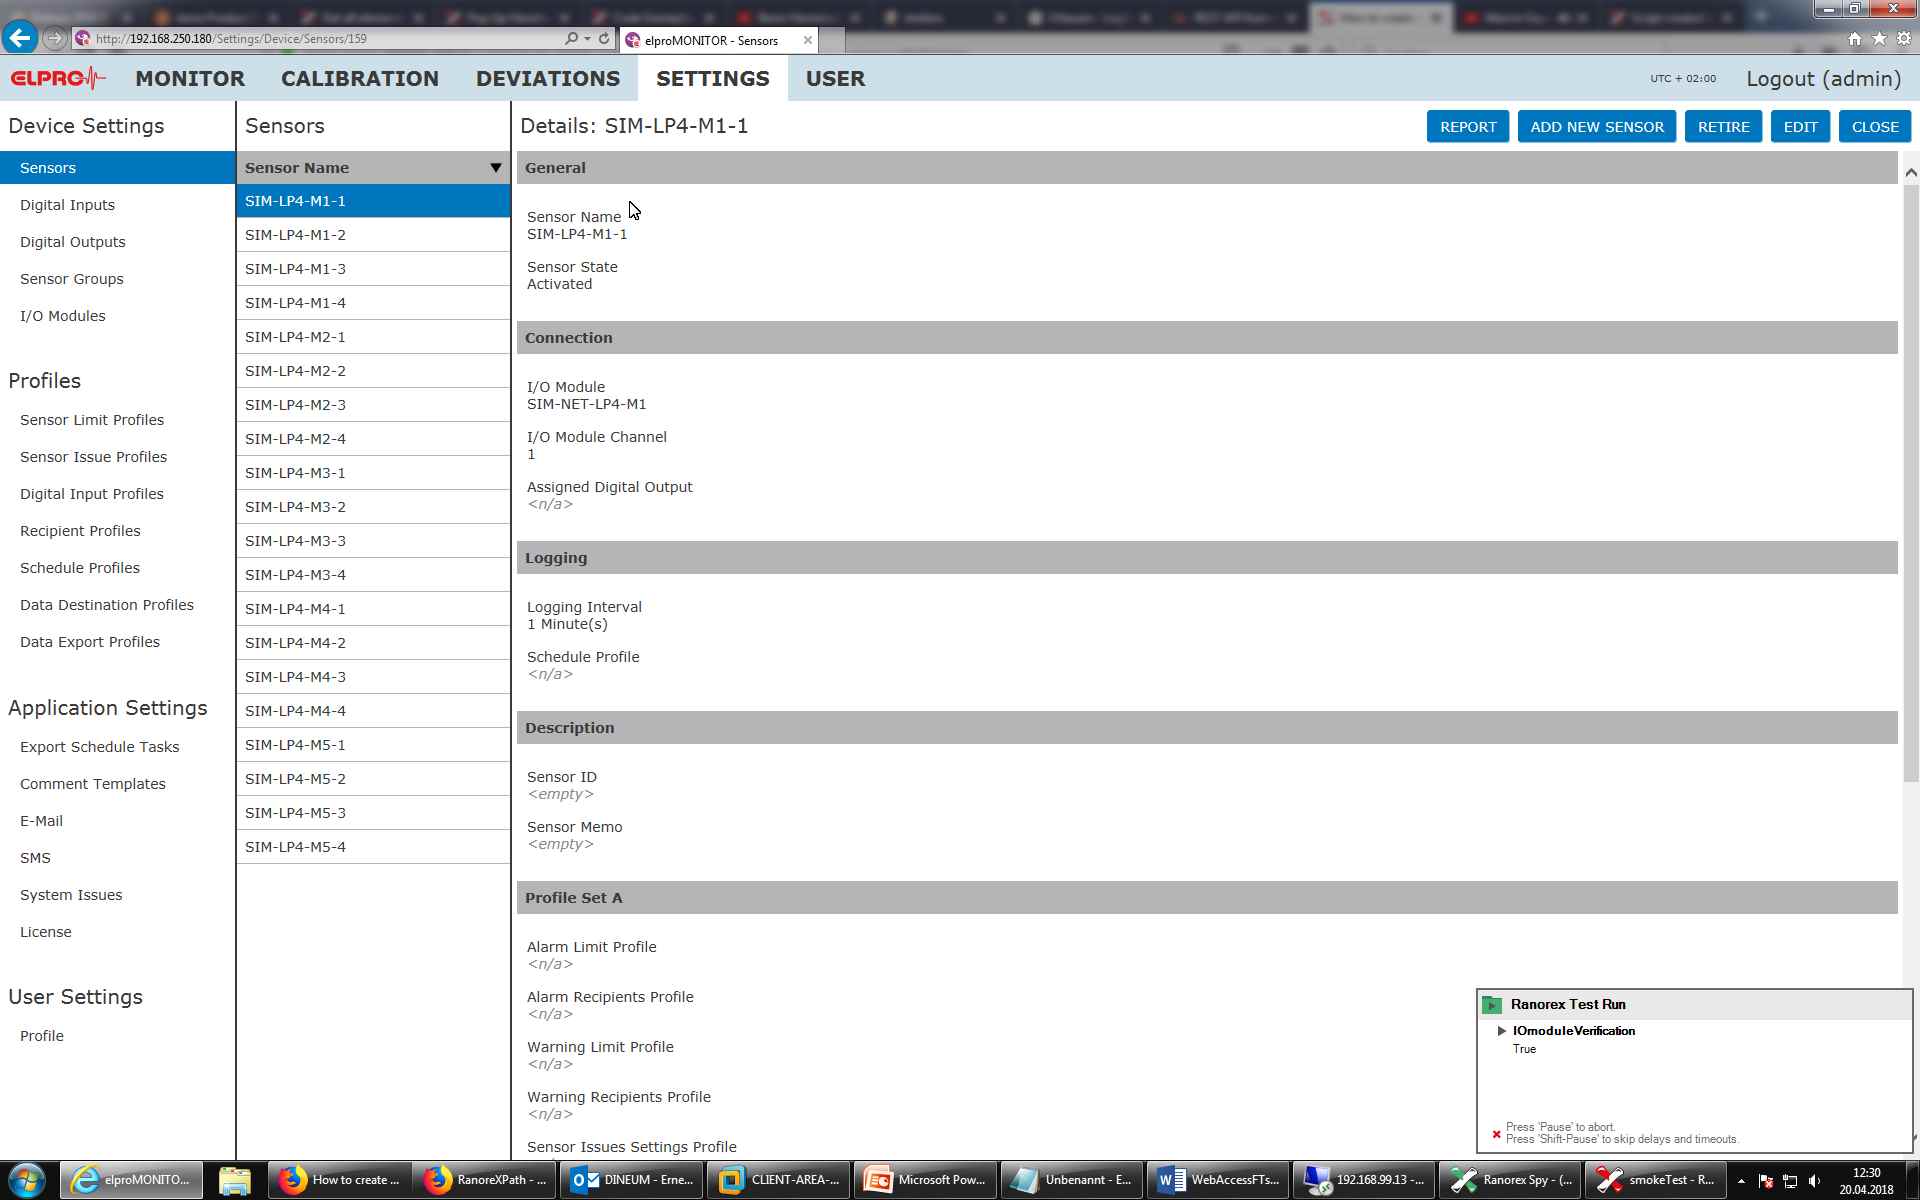 http://192.168.250.180/Settings/Device/Sensors/159
elproMONITOR - Sensors
ELPRO
MONITOR
CALIBRATION
DEVIATIONS
SETTINGS
USER
UTC + 02:00
Logout (admin)
Device Settings
Sensors
Digital Inputs
Digital Outputs
Sensor Groups
I/O Modules
Profiles
Sensor Limit Profiles
Sensor Issue Profiles
Digital Input Profiles
Recipient Profiles
Schedule Profiles
Data Destination Profiles
Data Export Profiles
Application Settings
Export Schedule Tasks
Comment Templates
E-Mail
SMS
System Issues
License
User Settings
Profile
Sensors
Sensor Name
SIM-LP4-M1-1
SIM-LP4-M1-2
SIM-LP4-M1-3
SIM-LP4-M1-4
SIM-LP4-M2-1
SIM-LP4-M2-2
SIM-LP4-M2-3
SIM-LP4-M2-4
SIM-LP4-M3-1
SIM-LP4-M3-2
SIM-LP4-M3-3
SIM-LP4-M3-4
SIM-LP4-M4-1
SIM-LP4-M4-2
SIM-LP4-M4-3
SIM-LP4-M4-4
SIM-LP4-M5-1
SIM-LP4-M5-2
SIM-LP4-M5-3
SIM-LP4-M5-4
Details: SIM-LP4-M1-1
REPORT
ADD NEW SENSOR
RETIRE
EDIT
CLOSE
General
Sensor Name
SIM-LP4-M1-1
Sensor State
Activated
Connection
I/O Module
SIM-NET-LP4-M1
I/O Module Channel
1
Assigned Digital Output
<n/a>
Logging
Logging Interval
1 Minute(s)
Schedule Profile
<n/a>
Description
Sensor ID
<empty>
Sensor Memo
<empty>
Profile Set A
Alarm Limit Profile
<n/a>
Alarm Recipients Profile
<n/a>
Warning Limit Profile
<n/a>
Warning Recipients Profile
<n/a>
Sensor Issues Settings Profile
Ranorex Test Run
IOmoduleVerification
True
Press 'Pause' to abort.
Press 'Shift-Pause' to skip delays and timeouts.
elproMONITO...
How to create ...
RanoreXPath - ...
DINEUM - Erne...
CLIENT-AREA-...
Microsoft Pow...
Unbenannt - E...
WebAccessFTs...
192.168.99.13 -...
Ranorex Spy - (...
smokeTest - R...
12:30
20.04.2018